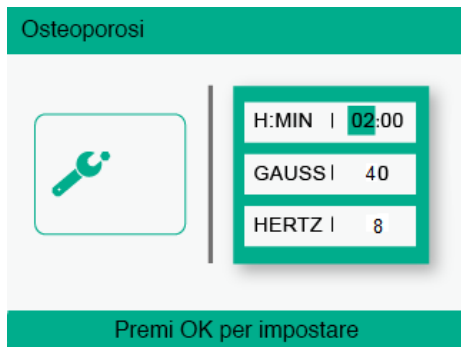 Osteoporosi
H:MIN | 02:00
GAUSS | 40
HERTZ | 8
Premi OK per impostare